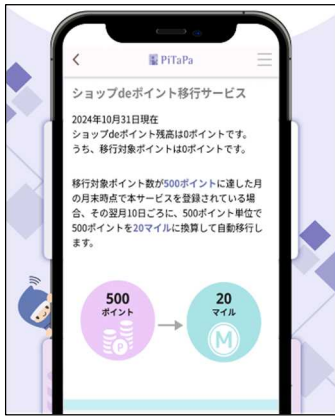 PiTaPa
ショップdeポイント移行サービス
2024年10月31日現在
ショップdeポイント残高は0ポイントです。
うち、移行対象ポイントは0ポイントです。
移行対象ポイント数が500ポイントに達した月
の月末時点で本サービスを登録されている場
合、その翌月10日ごろに、500ポイント単位で
500ポイントを20マイルに換算して自動移行し
ます。
500
ポイント
20
マイル
P
M